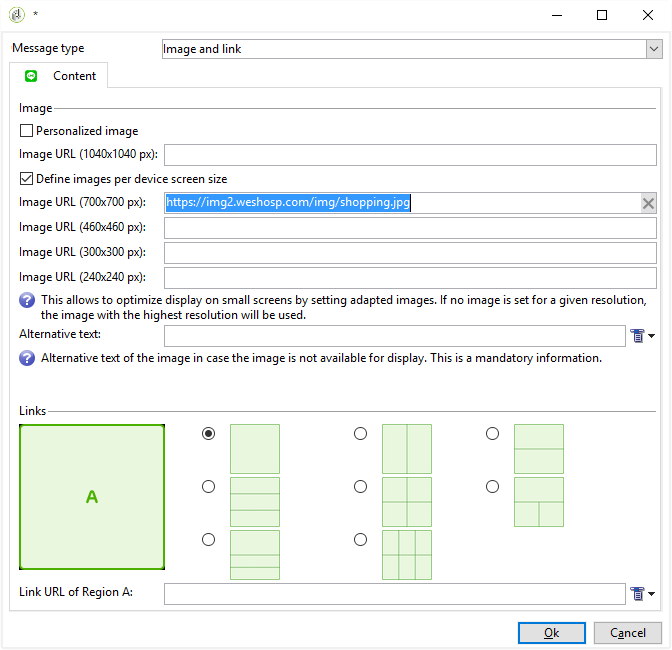 *
Message type
Image and link
Content
Image
Personalized image
Image URL (1040x1040 px):
Define images per device screen size
Image URL (700x700 px): https://img2.weshosp.com/img/shopping.jpg
Image URL (460x460 px):
Image URL (300x300 px):
Image URL (240x240 px):
? This allows to optimize display on small screens by setting adapted images. If no image is set for a given resolution,
the image with the highest resolution will be used.
Alternative text:
? Alternative text of the image in case the image is not available for display. This is a mandatory information.
Links
A
Link URL of Region A:
Ok
Cancel